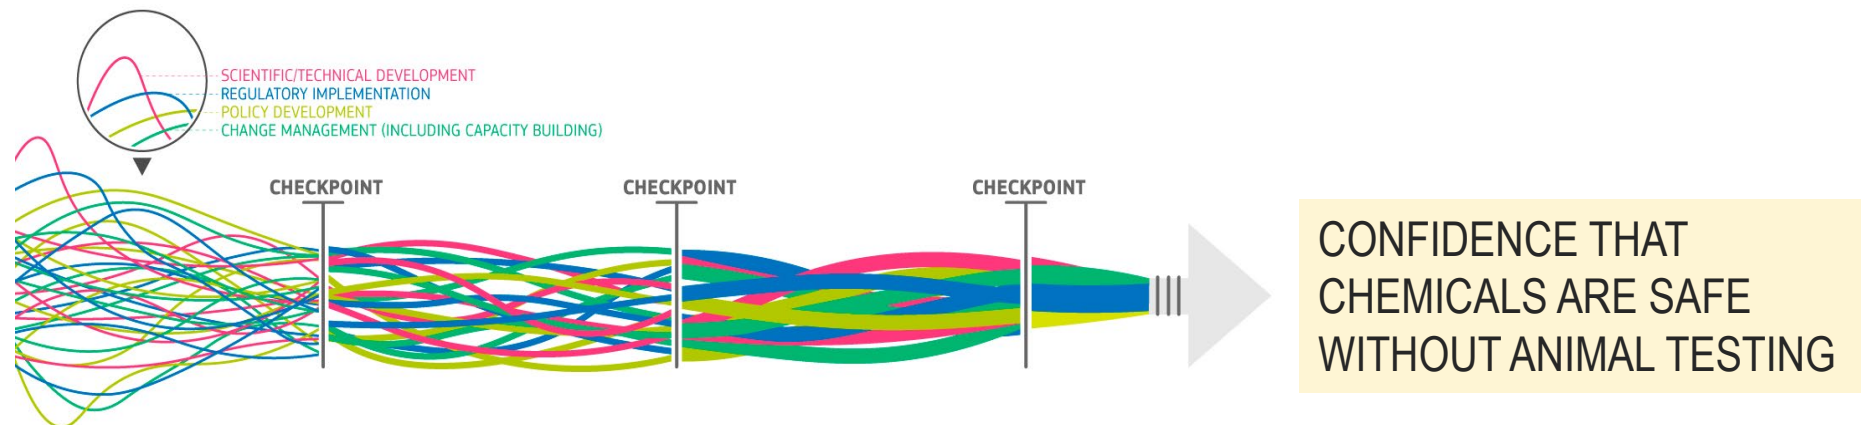 SCIENTIFIC/TECHNICAL DEVELOPMENT
REGULATORY IMPLEMENTATION
POLICY DEVELOPMENT
CHANGE MANAGEMENT (INCLUDING CAPACITY BUILDING)
CHECKPOINT
CHECKPOINT
CHECKPOINT
CONFIDENCE THAT
CHEMICALS ARE SAFE
WITHOUT ANIMAL TESTING